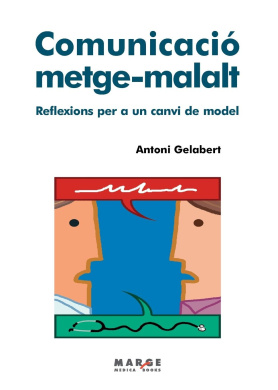 Comunicació
metge-malalt
Reflexions per a un canvi de model
Antoni Gelabert
MARGE
MEDICA BOOKS